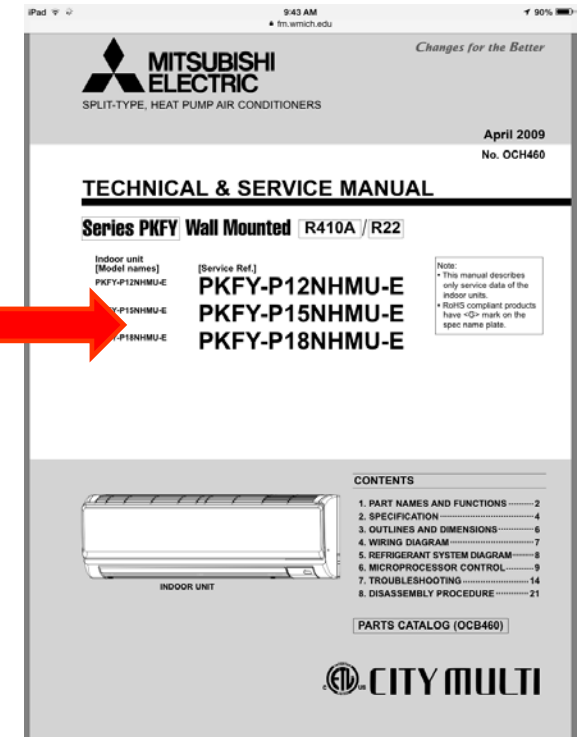 iPad 9:43 AM 90%
fm.wmich.edu
MITSUBISHI
ELECTRIC
Changes for the Better
SPLIT-TYPE, HEAT PUMP AIR CONDITIONERS
April 2009
No. OCH460
TECHNICAL & SERVICE MANUAL
Series PKFY Wall Mounted R410A / R22
Indoor unit
[Model names] [Service Ref.]
PKFY-P12NHMU-E PKFY-P12NHMU-E
Y-P15NHMU-E PKFY-P15NHMU-E
Y-P18NHMU-E PKFY-P18NHMU-E
Note:
• This manual describes
only service data of the
indoor units.
• RoHS compliant products
have <G> mark on the
spec name plate.
INDOOR UNIT
CONTENTS
1. PART NAMES AND FUNCTIONS 2
2. SPECIFICATION 4
3. OUTLINES AND DIMENSIONS 6
4. WIRING DIAGRAM 7
5. REFRIGERANT SYSTEM DIAGRAM 8
6. MICROPROCESSOR CONTROL 9
7. TROUBLESHOOTING 14
8. DISASSEMBLY PROCEDURE 21
PARTS CATALOG (OCB460)
C ETL US CITY MULTI